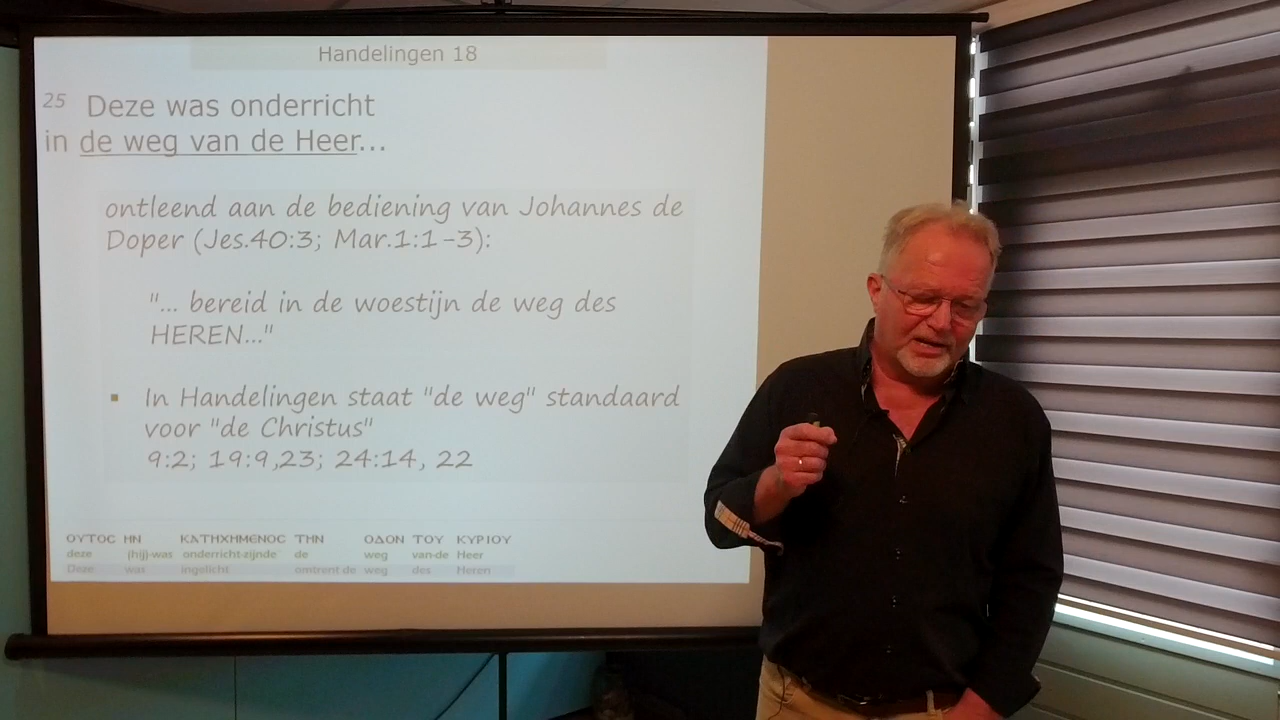 Handelingen 18
25 Deze was onderricht
in de weg van de Heer...
ontleend aan de bediening van Johannes de
Doper (Jes.40:3; Mar.1:1-3):
"... bereid in de woestijn de weg des
HEREN..."
▪ In Handelingen staat "de weg" standaard
voor "de Christus"
9:2; 19:9,23; 24:14, 22
ΟΥΤΟϹ ΗΝ ΚΑΤΗΧΗΜΕΝΟϹ ΤΗΝ ΟΔΟΝ ΤΟΥ ΚΥΡΙΟΥ
deze (hij)·was onderricht·zijnde de weg van·de Heer
Deze was ingelicht omtrent de weg des Heren